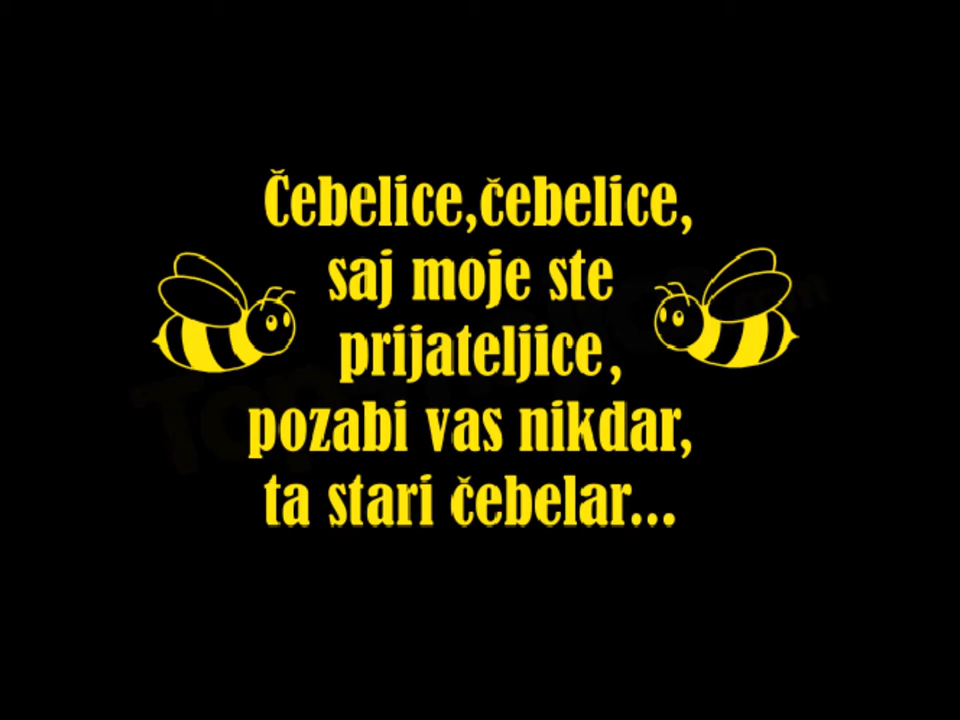 Čebelice,čebelice,
saj moje ste
prijateljice,
pozabi vas nikdar,
ta stari čebelar...